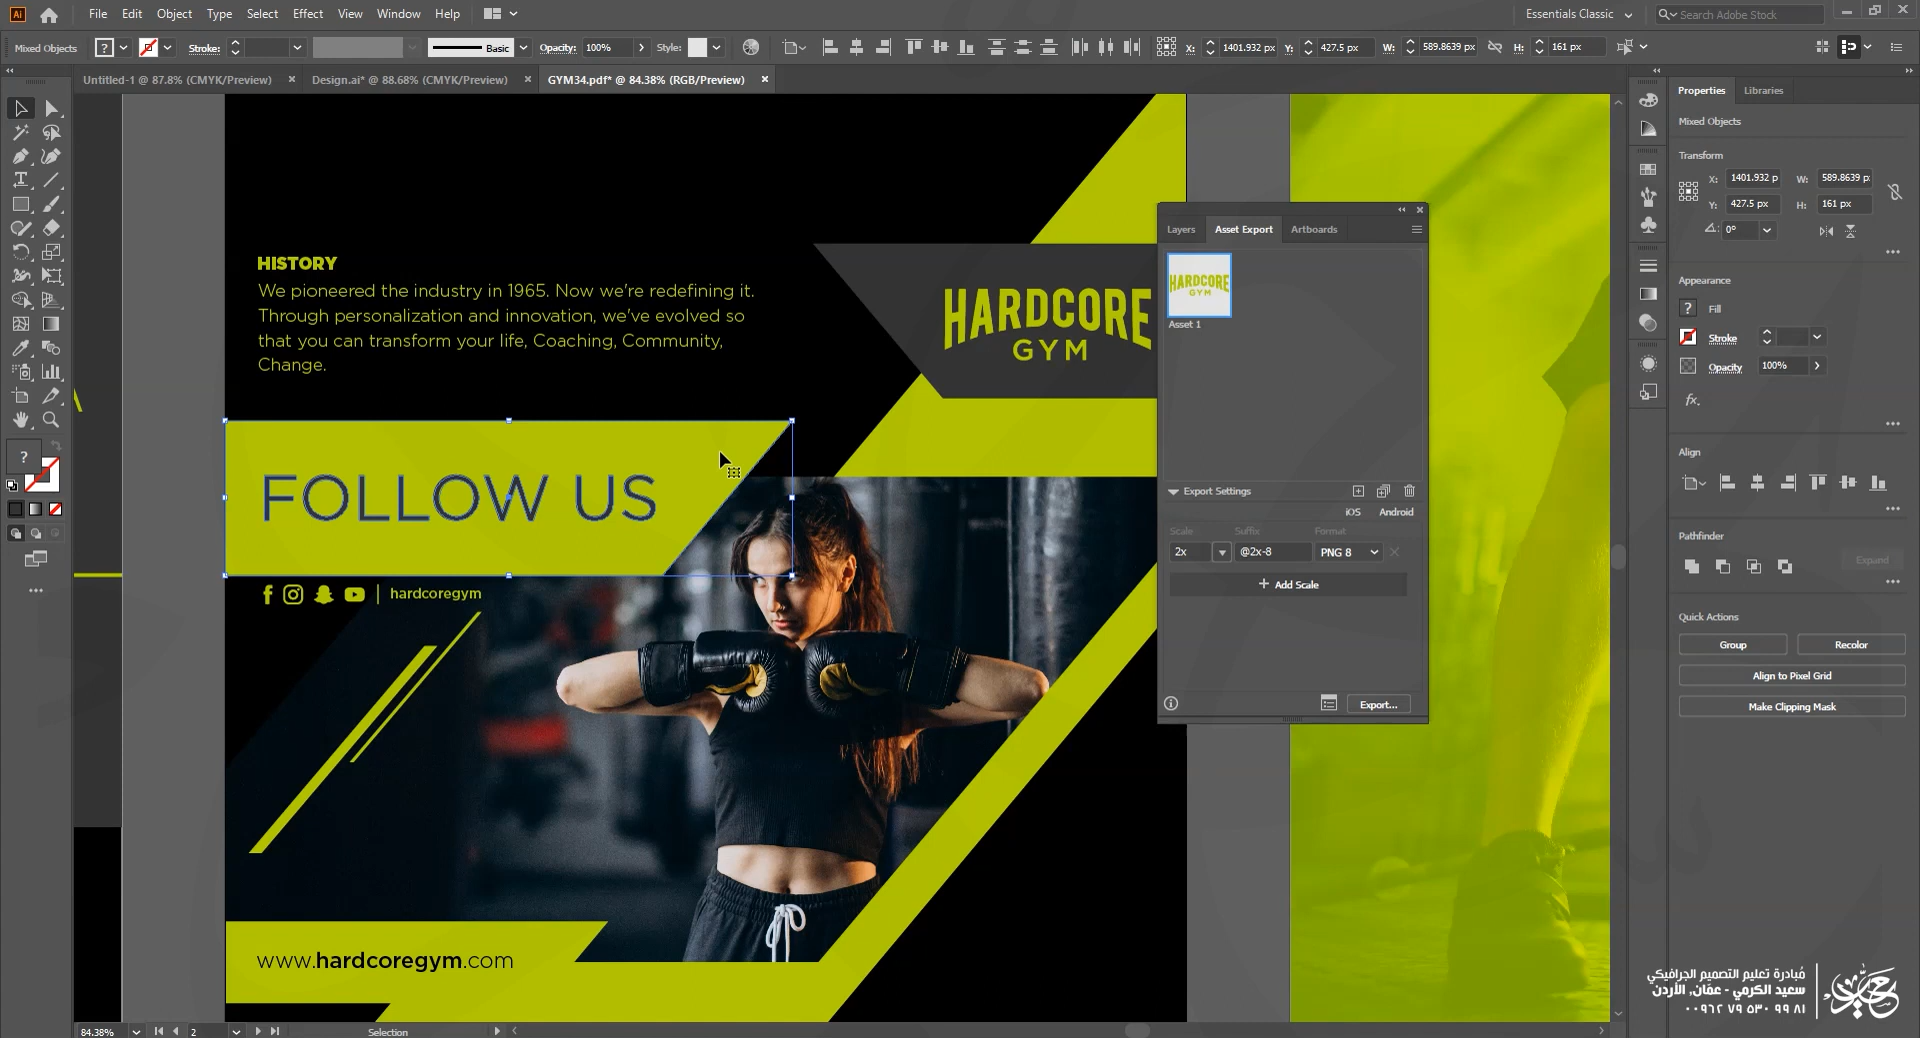 Ai File Edit Object Type Select Effect View Window Help Essentials Classic Search Adobe Stock
Mixed Objects ? Stroke: Basic Opacity: 100% Style: X: 1401.932 px Y: 427.5 px W: 589.8639 px H: 161 px
Untitled-1 @ 87.8% (CMYK/Preview) × Design.ai* @ 88.68% (CMYK/Preview) × GYM34.pdf* @ 84.38% (RGB/Preview) ×
HISTORY
We pioneered the industry in 1965. Now we're redefining it.
Through personalization and innovation, we've evolved so
that you can transform your life, Coaching, Community,
Change.
HARDCORE
GYM
FOLLOW US
hardcoregym
www.hardcoregym.com
Layers Asset Export Artboards
HARDCORE
GYM
Asset 1
Export Settings
iOS Android
Scale Suffix Format
2x @2x-8 PNG 8
+ Add Scale
Export...
Properties Libraries
Mixed Objects
Transform
X: 1401.932 p W: 589.8639 p:
Y: 427.5 px H: 161 px
0°
Appearance
? Fill
Stroke
Opacity 100%
fx.
Align
Pathfinder
Expand
Quick Actions
Group Recolor
Align to Pixel Grid
Make Clipping Mask
?
84.38% 2 Selection
مُبادرة تعليم التصميم الجرافيكي
سعيد الكرمي - عمّان، الأردن
٠٠٩٦٢ ٧٩ ٥٣٠ ٩٩ ٨١